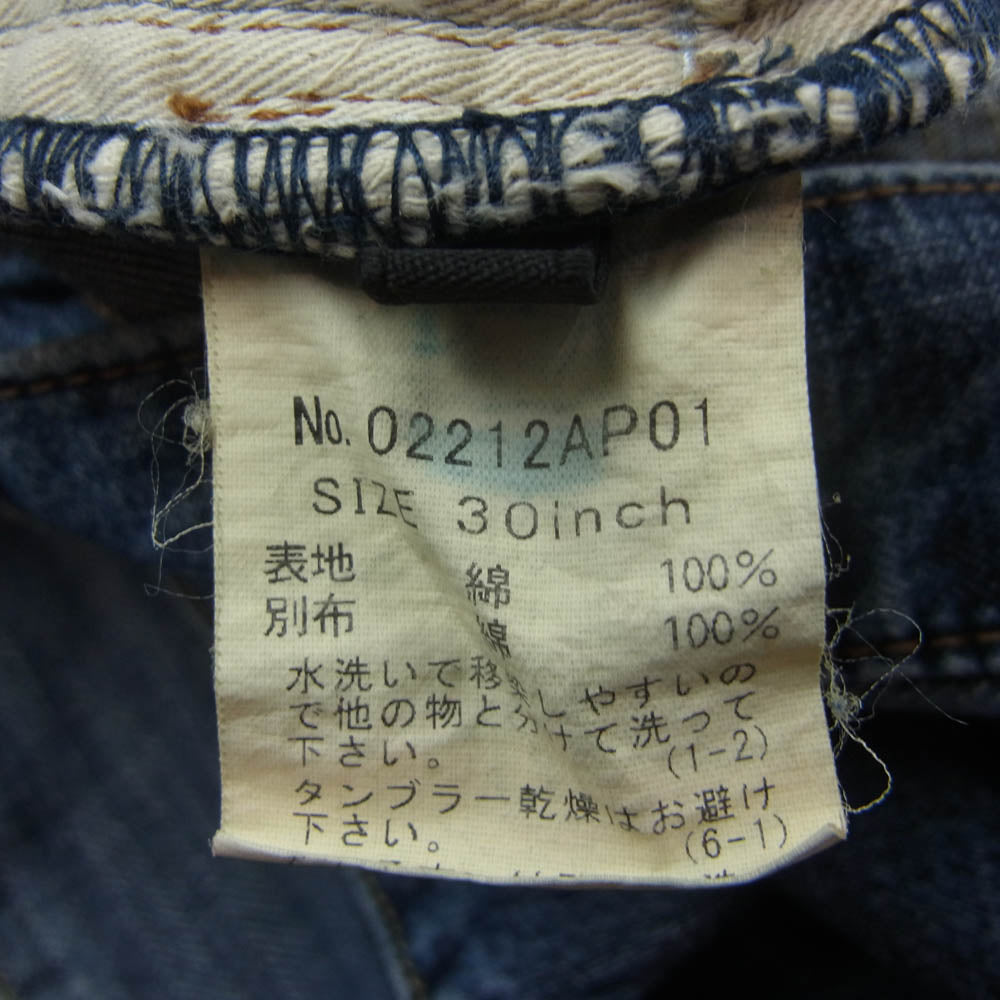 No. 02212AP01
SIZE 30inch
表地 綿 100%
別布 綿 100%
水洗いで移染しやすいの
で他の物と分けて洗って
下さい。 (1-2)
タンブラー乾燥はお避け
下さい。 (6-1)